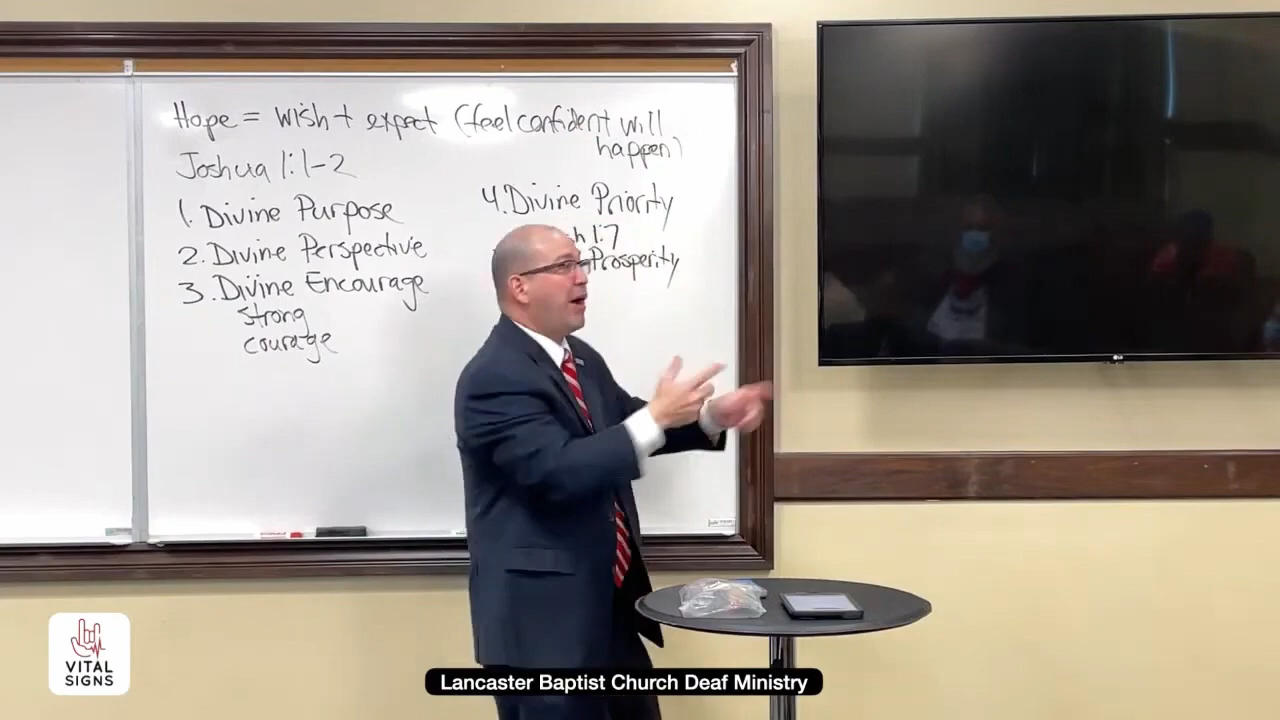 Hope = wish + expect (feel confident will
happen)
Joshua 1:1-2
1. Divine Purpose
2. Divine Perspective
3. Divine Encourage
strong
courage
4. Divine Priority
h 1:7
Prosperity
LG
VITAL
SIGNS
Lancaster Baptist Church Deaf Ministry